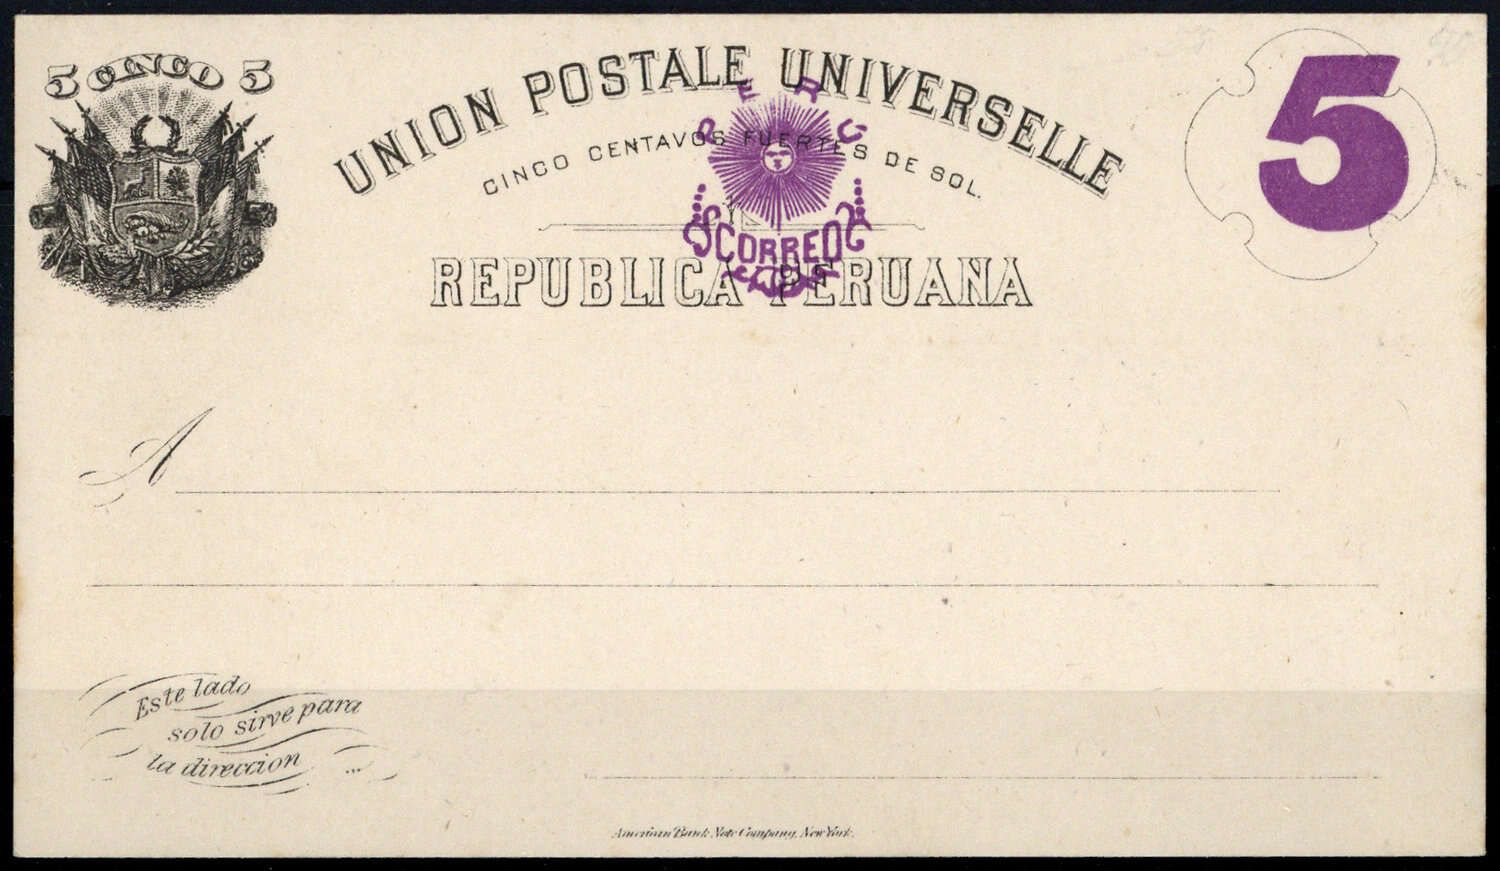 5 CINCO 5
UNION POSTALE UNIVERSELLE
5
PERU
CINCO CENTAVOS FUERTES DE SOL.
CORREOS
REPUBLICA PERUANA
A
Este lado
solo sirve para
la direccion
American Bank Note Company, New York.